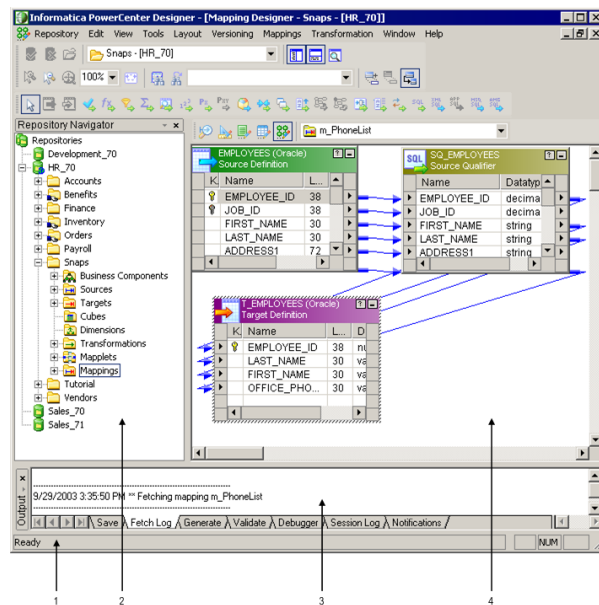 Informatica PowerCenter Designer - [Mapping Designer - Snaps - [HR_70]]
Repository Edit View Tools Layout Versioning Mappings Transformation Window Help
Snaps - [HR_70]
100%
Repository Navigator
m_PhoneList
Repositories
Development_70
HR_70
Accounts
Benefits
Finance
Inventory
Orders
Payroll
Snaps
Business Components
Sources
Targets
Cubes
Dimensions
Transformations
Mapplets
Mappings
Tutorial
Vendors
Sales_70
Sales_71
EMPLOYEES (Oracle)
Source Definition
K Name L...
EMPLOYEE_ID 38
JOB_ID 38
FIRST_NAME 30
LAST_NAME 30
ADDRESS1 72
SQL
SQ_EMPLOYEES
Source Qualifier
Name Datatyp
EMPLOYEE_ID decima
JOB_ID decima
FIRST_NAME string
LAST_NAME string
ADDRESS1 string
T_EMPLOYEES (Oracle)
Target Definition
K Name L... D
EMPLOYEE_ID 38 nu
LAST_NAME 30 va
FIRST_NAME 30 va
OFFICE_PHO... 30 va
Output
9/29/2003 3:35:50 PM ** Fetching mapping m_PhoneList
Save Fetch Log Generate Validate Debugger Session Log Notifications
Ready NUM
1 2 3 4